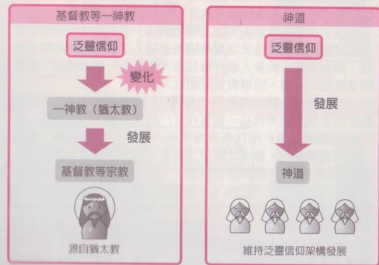 基督教等一神教
泛靈信仰
變化
一神教（猶太教）
發展
基督教等宗教
源自猶太教
神道
泛靈信仰
發展
神道
維持泛靈信仰架構發展